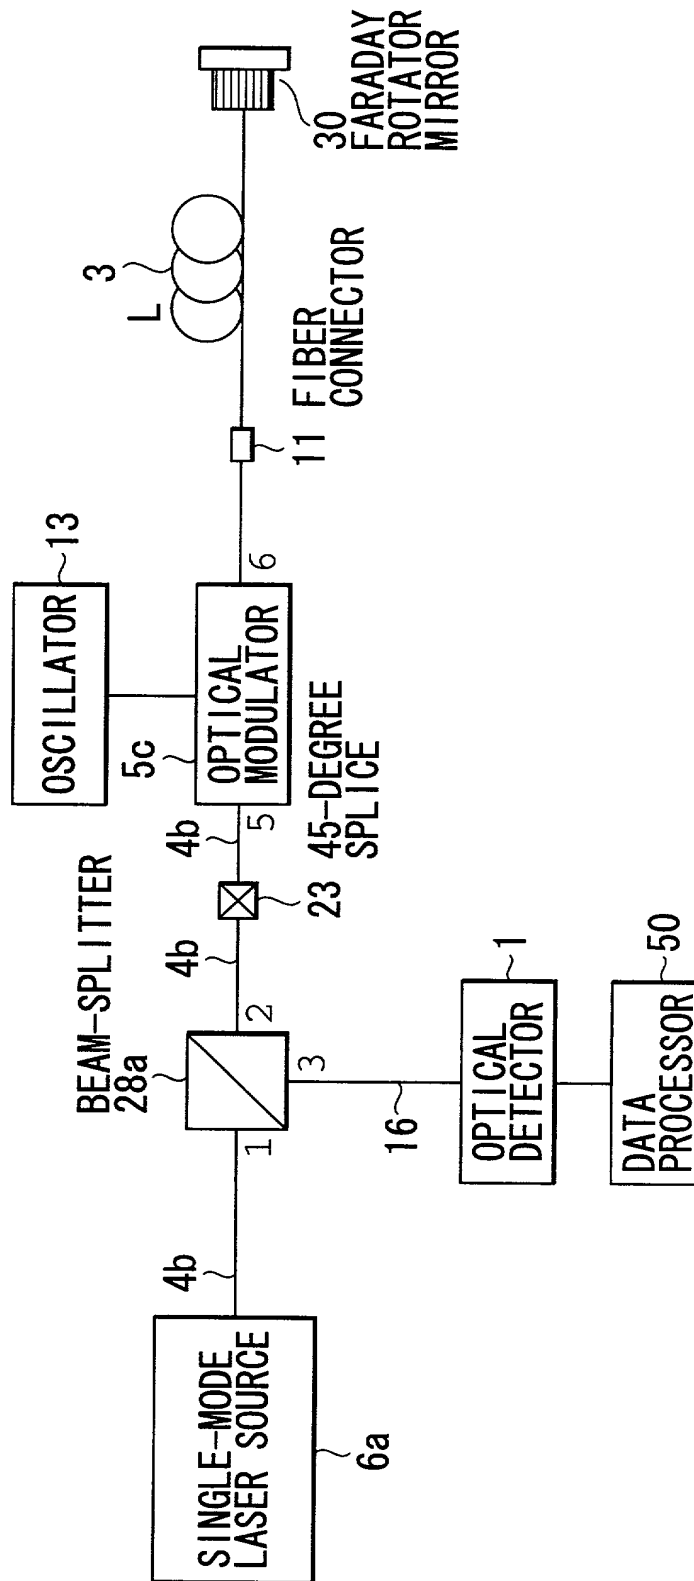 SINGLE-MODE
LASER SOURCE
6a
4b
1
BEAM-SPLITTER
28a
2
3
16
OPTICAL
DETECTOR
1
DATA
PROCESSOR
50
4b
23
45-DEGREE
SPLICE
4b
5
5c
OPTICAL
MODULATOR
6
OSCILLATOR
13
11
FIBER
CONNECTOR
L
3
30
FARADAY
ROTATOR
MIRROR